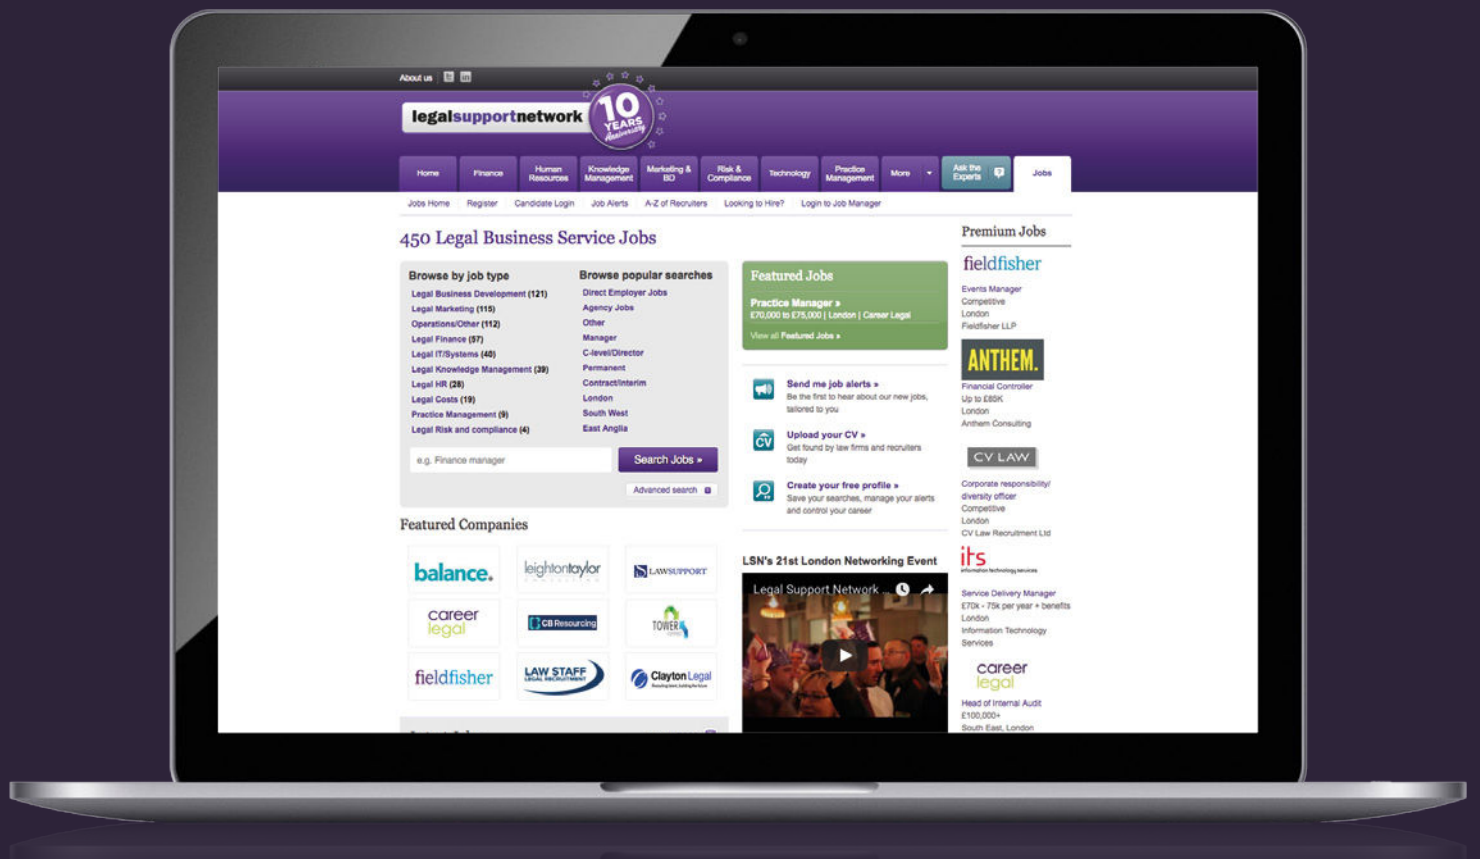 About us
legalsupportnetwork
10
YEARS
Anniversary
Home
Finance
Human
Resources
Knowledge
Management
Marketing &
BD
Risk &
Compliance
Technology
Practice
Management
More
Ask the
Experts
Jobs
Jobs Home
Register
Candidate Login
Job Alerts
A-Z of Recruiters
Looking to Hire?
Login to Job Manager
450 Legal Business Service Jobs
Browse by job type
Legal Business Development (121)
Legal Marketing (115)
Operations/Other (112)
Legal Finance (57)
Legal IT/Systems (40)
Legal Knowledge Management (39)
Legal HR (28)
Legal Costs (19)
Practice Management (9)
Legal Risk and compliance (4)
Browse popular searches
Direct Employer Jobs
Agency Jobs
Other
Manager
C-level/Director
Permanent
Contract/Interim
London
South West
East Anglia
e.g. Finance manager
Search Jobs »
Advanced search
Featured Companies
balance.
leightontaylor
LAWSUPPORT
career
legal
CB Resourcing
TOWER
fieldfisher
LAW STAFF
LEGAL RECRUITMENT
Clayton Legal
Featured Jobs
Practice Manager »
£70,000 to £75,000 | London | Career Legal
View all Featured Jobs »
Send me job alerts »
Be the first to hear about our new jobs,
tailored to you
CV
Upload your CV »
Get found by law firms and recruiters
today
Create your free profile »
Save your searches, manage your alerts
and control your career
LSN's 21st London Networking Event
Legal Support Network ...
Premium Jobs
fieldfisher
Events Manager
Competitive
London
Fieldfisher LLP
ANTHEM.
Financial Controller
Up to £85K
London
Anthem Consulting
CV LAW
Corporate responsibility/
diversity officer
Competitive
London
CV Law Recruitment Ltd
its
information technology services
Service Delivery Manager
£70k - 75k per year + benefits
London
Information Technology
Services
career
legal
Head of Internal Audit
£100,000+
South East, London